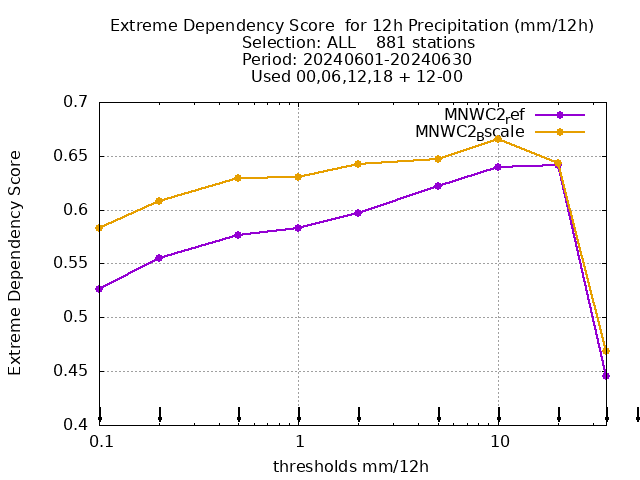 Extreme Dependency Score  for 12h Precipitation (mm/12h)
Selection: ALL    881 stations
Period: 20240601-20240630
Used 00,06,12,18 + 12-00
MNWC2ref
MNWC2Bscale
Extreme Dependency Score
0.7
0.65
0.6
0.55
0.5
0.45
0.4
0.1 1 10
thresholds mm/12h